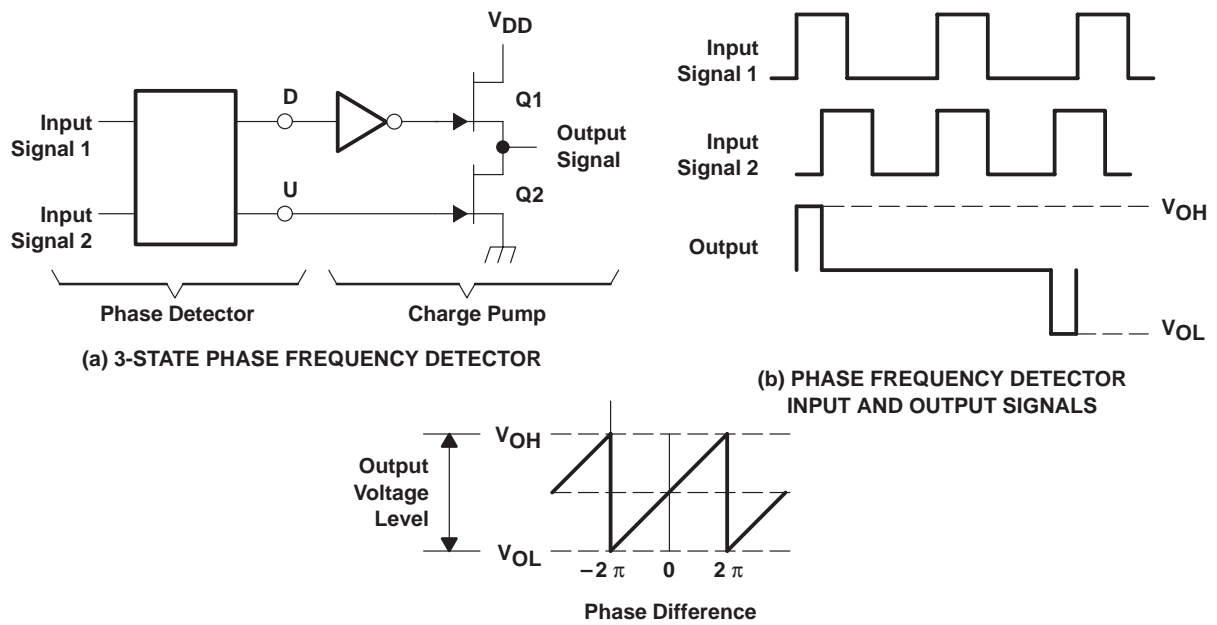 VDD
D
Q1
Input
Signal 1
Output
Signal
U
Q2
Input
Signal 2
Phase Detector
Charge Pump
(a) 3-STATE PHASE FREQUENCY DETECTOR
Input
Signal 1
Input
Signal 2
VOH
Output
VOL
(b) PHASE FREQUENCY DETECTOR
INPUT AND OUTPUT SIGNALS
VOH
Output
Voltage
Level
VOL
−2 π
0
2 π
Phase Difference